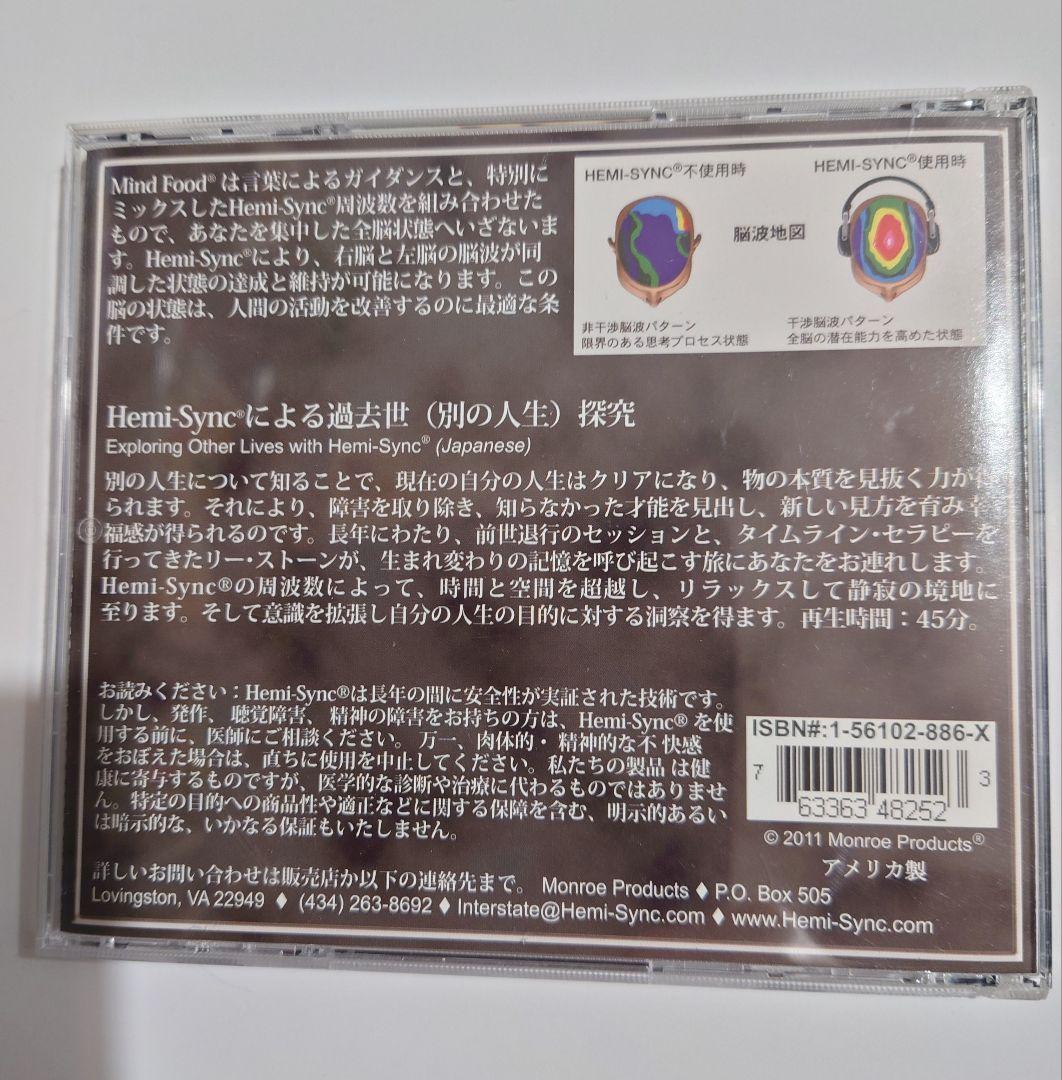 Mind Food® は言葉によるガイダンスと、特別に
ミックスしたHemi-Sync®周波数を組み合わせた
もので、あなたを集中した全脳状態へいざないま
す。Hemi-Sync®により、右脳と左脳の脳波が同
調した状態の達成と維持が可能になります。この
脳の状態は、人間の活動を改善するのに最適な条
件です。
HEMI-SYNC®不使用時
HEMI-SYNC®使用時
脳波地図
非干渉脳波パターン
限界のある思考プロセス状態
干渉脳波パターン
全脳の潜在能力を高めた状態
Hemi-Sync®による過去世（別の人生）探究
Exploring Other Lives with Hemi-Sync® (Japanese)
別の人生について知ることで、現在の自分の人生はクリアになり、物の本質を見抜く力が得
られます。それにより、障害を取り除き、知らなかった才能を見出し、新しい見方を育み幸
福感が得られるのです。長年にわたり、前世退行のセッションと、タイムライン・セラピーを
行ってきたリー・ストーンが、生まれ変わりの記憶を呼び起こす旅にあなたをお連れします。
Hemi-Sync®の周波数によって、時間と空間を超越し、リラックスして静寂の境地に
至ります。そして意識を拡張し自分の人生の目的に対する洞察を得ます。再生時間：45分。
お読みください：Hemi-Sync®は長年の間に安全性が実証された技術です。
しかし、発作、聴覚障害、精神の障害をお持ちの方は、Hemi-Sync® を使
用する前に、医師にご相談ください。万一、肉体的・精神的な不 快感
をおぼえた場合は、直ちに使用を中止してください。私たちの製品 は健
康に寄与するものですが、医学的な診断や治療に代わるものではありませ
ん。特定の目的への商品性や適正などに関する保障を含む、明示的あるい
は暗示的な、いかなる保証もいたしません。
ISBN#:1-56102-886-X
7 63363 48252 3
© 2011 Monroe Products®
アメリカ製
詳しいお問い合わせは販売店か以下の連絡先まで。 Monroe Products ♦ P.O. Box 505
Lovingston, VA 22949 ♦ (434) 263-8692 ♦ Interstate@Hemi-Sync.com ♦ www.Hemi-Sync.com